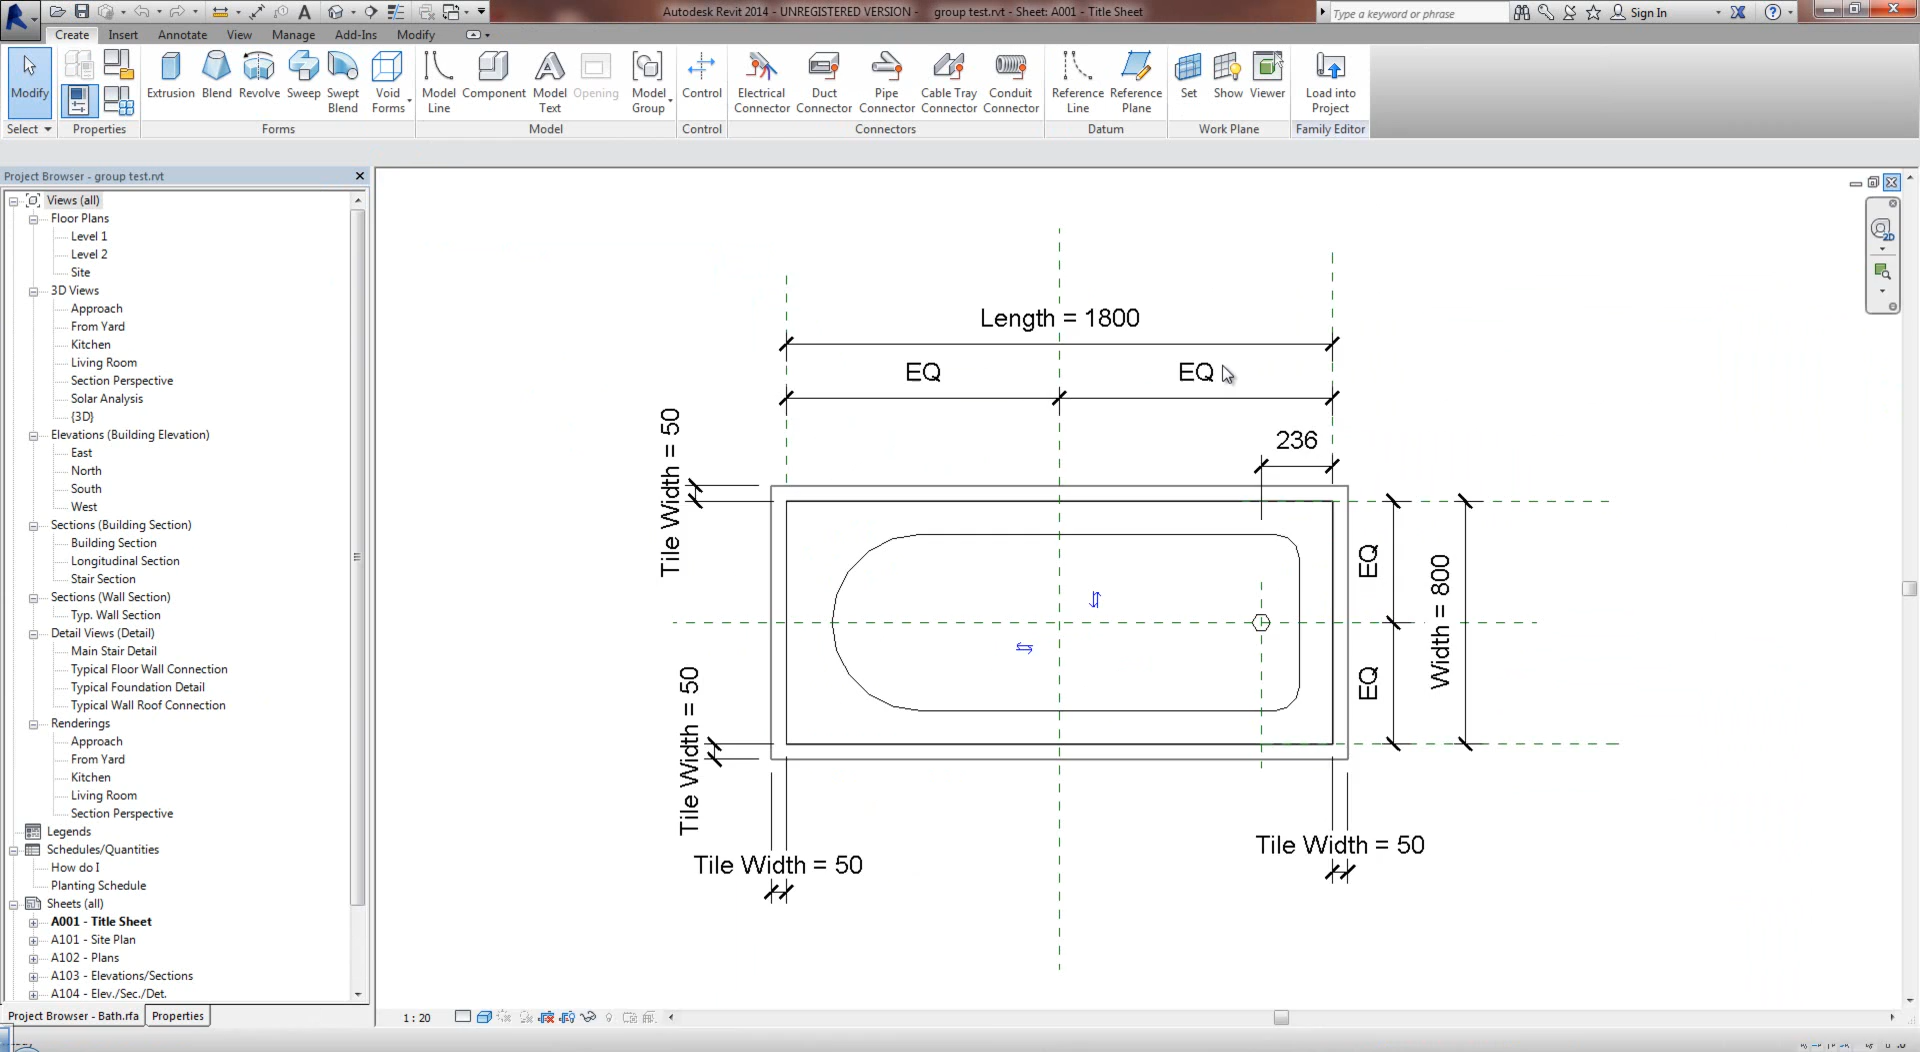 Autodesk Revit 2014 - UNREGISTERED VERSION - group test.rvt - Sheet: A001 - Title Sheet
Type a keyword or phrase
Sign In
Create Insert Annotate View Manage Add-Ins Modify
Modify
Extrusion Blend Revolve Sweep Swept Blend Void Forms
Model Line Component Model Text Opening Model Group
Control
Electrical Connector Duct Connector Pipe Connector Cable Tray Connector Conduit Connector
Reference Line Reference Plane
Set Show Viewer
Load into Project
Select Properties Forms Model Control Connectors Datum Work Plane Family Editor
Project Browser - group test.rvt
Views (all)
Floor Plans
Level 1
Level 2
Site
3D Views
Approach
From Yard
Kitchen
Living Room
Section Perspective
Solar Analysis
{3D}
Elevations (Building Elevation)
East
North
South
West
Sections (Building Section)
Building Section
Longitudinal Section
Stair Section
Sections (Wall Section)
Typ. Wall Section
Detail Views (Detail)
Main Stair Detail
Typical Floor Wall Connection
Typical Foundation Detail
Typical Wall Roof Connection
Renderings
Approach
From Yard
Kitchen
Living Room
Section Perspective
Legends
Schedules/Quantities
How do I
Planting Schedule
Sheets (all)
A001 - Title Sheet
A101 - Site Plan
A102 - Plans
A103 - Elevations/Sections
A104 - Elev./Sec./Det.
Project Browser - Bath.rfa
Properties
Length = 1800
EQ
EQ
236
Tile Width = 50
EQ
EQ
Width = 800
Tile Width = 50
Tile Width = 50
Tile Width = 50
2D
1 : 20